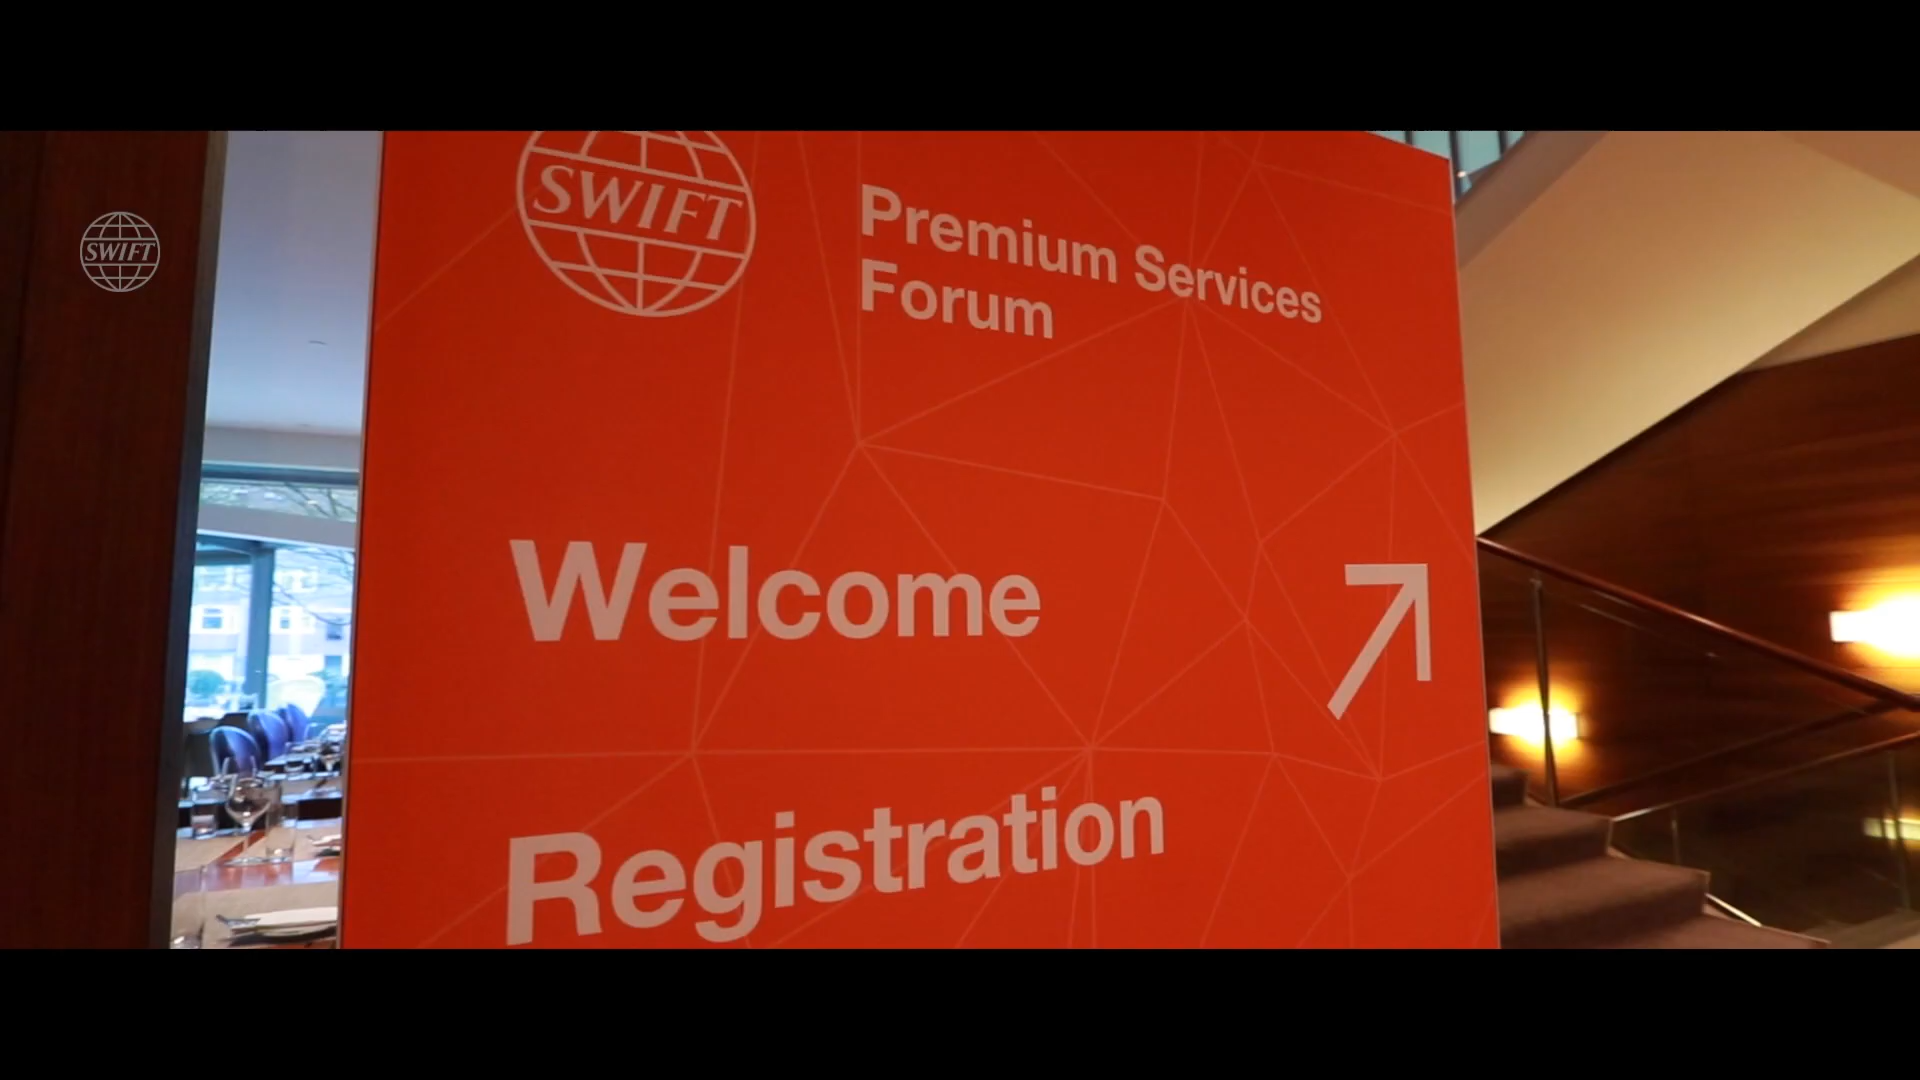 SWIFT
SWIFT
Premium Services
Forum
Welcome
Registration